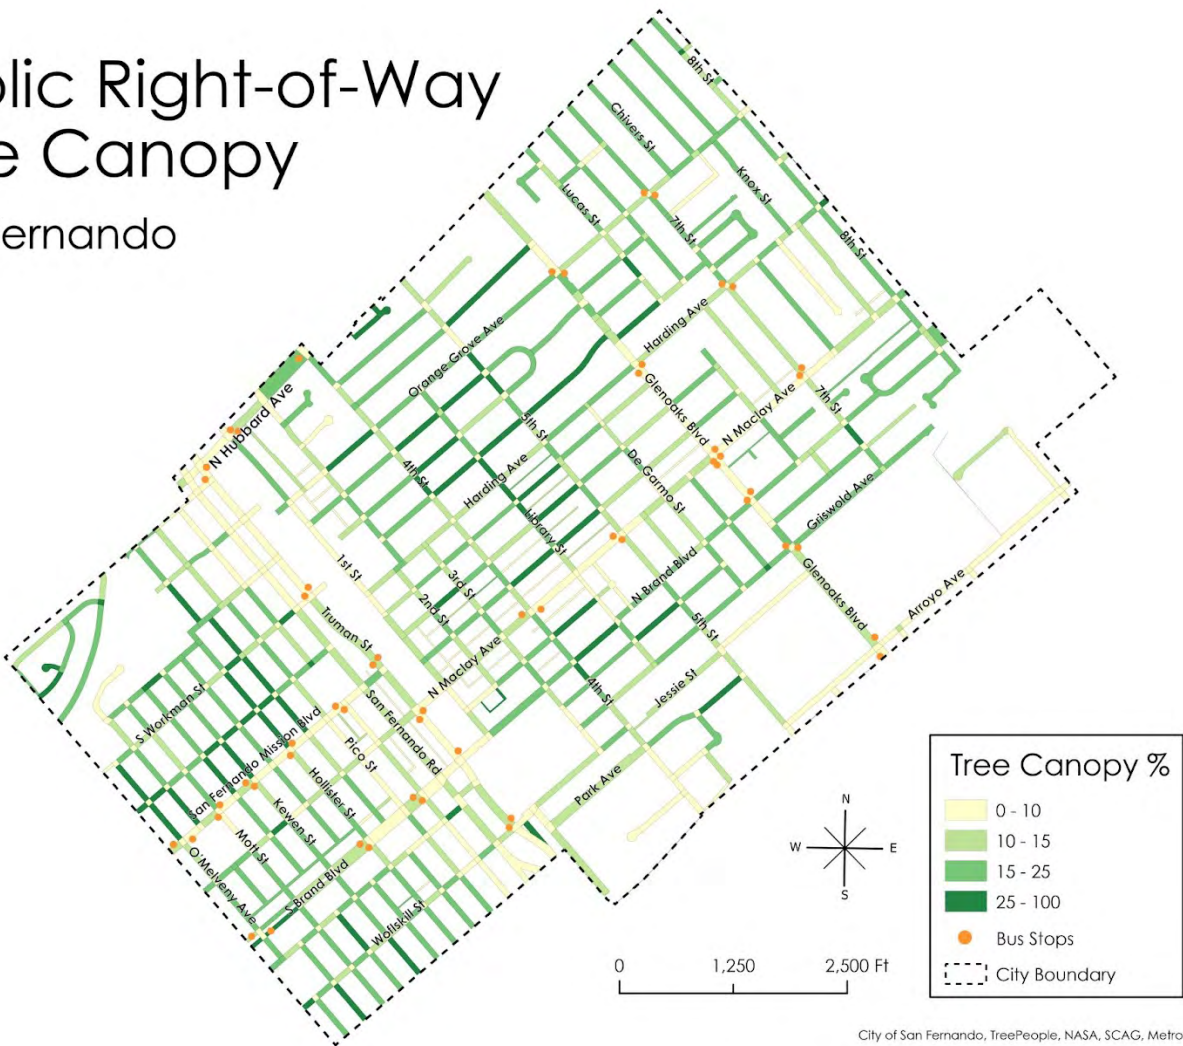 lic Right-of-Way
e Canopy
ernando
8th St
Chivers St
Knox St
Lucas St
7th St
8th St
Harding Ave
Orange Grove Ave
Glenoaks Blvd
N Maclay Ave
7th St
N Hubbard Ave
5th St
4th St
Harding Ave
De Garmo St
Library St
Griswold Ave
1st St
3rd St
2nd St
N Brand Blvd
Glenoaks Blvd
Arroyo Ave
5th St
Truman St
N Maclay Ave
4th St
Jessie St
S Workman St
San Fernando Mission Blvd
San Fernando Rd
Pico St
Hollister St
Kewen St
Mott St
O'Melveny Ave
S Brand Blvd
Wolfskill St
Park Ave
N
W
E
S
0 1,250 2,500 Ft
Tree Canopy %
0 - 10
10 - 15
15 - 25
25 - 100
Bus Stops
City Boundary
City of San Fernando, TreePeople, NASA, SCAG, Metro